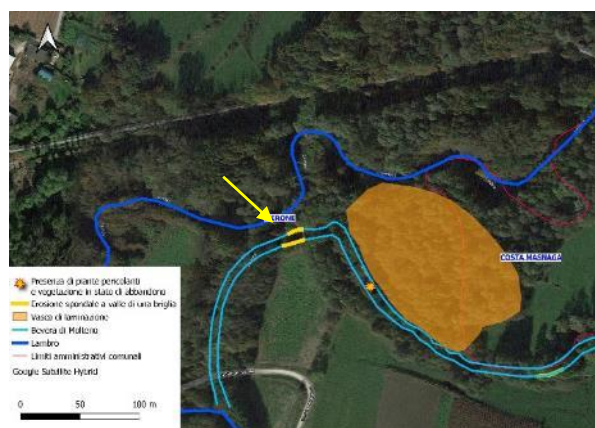 ERONE
COSTA MASNAGA
Presenza di piante pericolanti
e vegetazione in stato di abbandono
Erosione spondale a valle di una briglia
Vasca di laminazione
Bevera di Molteno
Lambro
Limiti amministrativi comunali
Google Satellite Hybrid
0 50 100 m